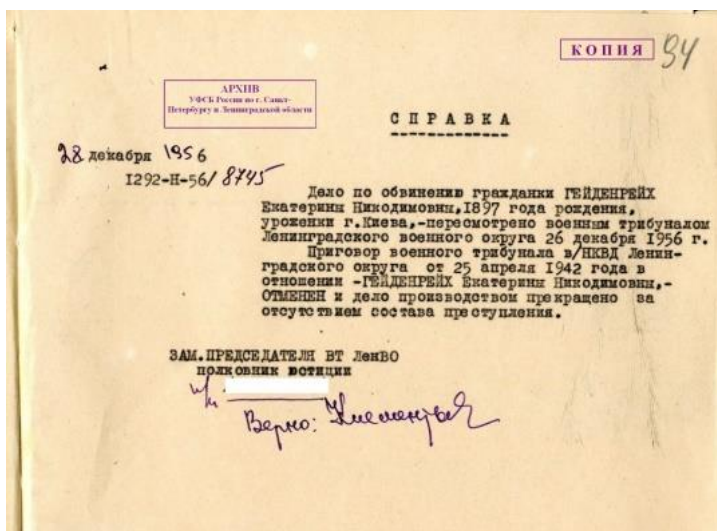 КОПИЯ
94
АРХИВ
УФСБ России по г. Санкт-
Петербургу и Ленинградской области
СПРАВКА
28 декабря 1956
1292-Н-56/8745
Дело по обвинению гражданки ГЕЙДЕНРЕЙХ
Екатерины Никодимовны,1897 года рождения,
уроженки г.Киева,-пересмотрено военным трибуналом
Ленинградского военного округа 26 декабря 1956 г.
Приговор военного трибунала в/НКВД Ленин-
градского округа от 25 апреля 1942 года в
отношении -ГЕЙДЕНРЕЙХ Екатерины Никодимовны,-
ОТМЕНЕН и дело производством прекращено за
отсутствием состава преступления.
ЗАМ.ПРЕДСЕДАТЕЛЯ ВТ ЛенВО
полковник юстиции
Верно: